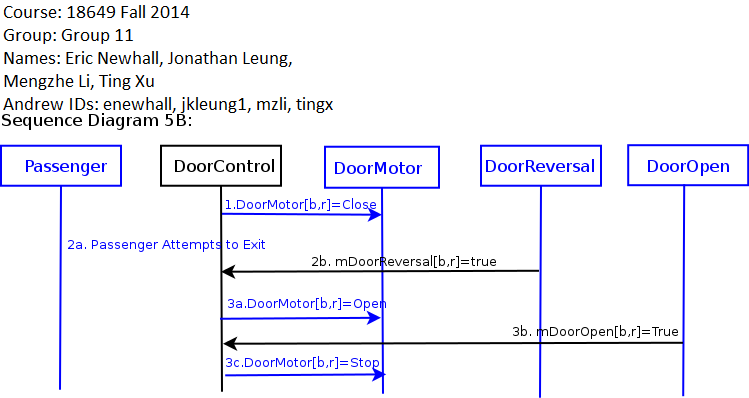 Course: 18649 Fall 2014
Group: Group 11
Names: Eric Newhall, Jonathan Leung,
Mengzhe Li, Ting Xu
Andrew IDs: enewhall, jkleung1, mzli, tingx
Sequence Diagram 5B:
Passenger
DoorControl
DoorMotor
DoorReversal
DoorOpen
1.DoorMotor[b,r]=Close
2a. Passenger Attempts to Exit
2b. mDoorReversal[b,r]=true
3a.DoorMotor[b,r]=Open
3b. mDoorOpen[b,r]=True
3c.DoorMotor[b,r]=Stop